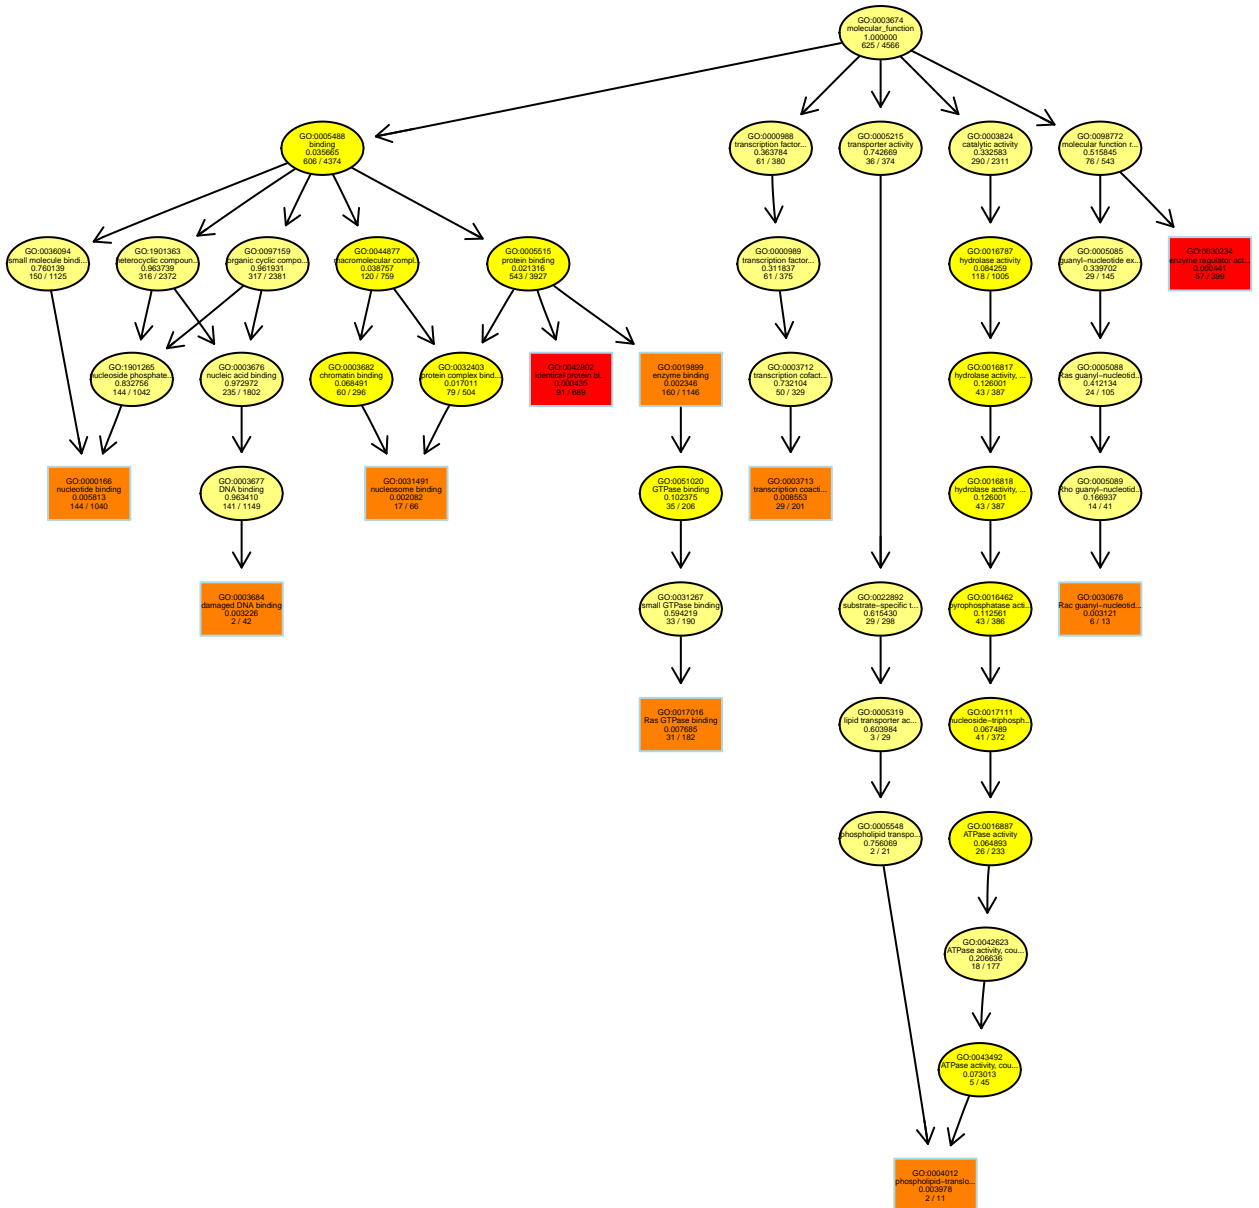 GO:0003674
molecular_function
1.000000
625 / 4566
GO:0005488
binding
0.035665
606 / 4374
GO:0000988
transcription factor...
0.363784
61 / 380
GO:0005215
transporter activity
0.742669
36 / 374
GO:0003824
catalytic activity
0.332583
290 / 2311
GO:0098772
molecular function r...
0.515845
76 / 543
GO:0036094
small molecule bindi...
0.760139
150 / 1125
GO:1901363
heterocyclic compoun...
0.963739
316 / 2372
GO:0097159
organic cyclic compo...
0.961931
317 / 2381
GO:0044877
macromolecular compl...
0.038757
120 / 759
GO:0005515
protein binding
0.021316
543 / 3927
GO:0000989
transcription factor...
0.311837
61 / 375
GO:0016787
hydrolase activity
0.084259
118 / 1005
GO:0005085
guanyl−nucleotide ex...
0.339702
29 / 145
GO:0030234
enzyme regulator act...
0.000441
57 / 399
GO:1901265
nucleoside phosphate...
0.832756
144 / 1042
GO:0003676
nucleic acid binding
0.972972
235 / 1802
GO:0003682
chromatin binding
0.068491
60 / 296
GO:0032403
protein complex bind...
0.017011
79 / 504
GO:0042802
identical protein bi...
0.000435
91 / 669
GO:0019899
enzyme binding
0.002346
160 / 1146
GO:0003712
transcription cofact...
0.732104
50 / 329
GO:0016817
hydrolase activity, ...
0.126001
43 / 387
GO:0005088
Ras guanyl−nucleotid...
0.412134
24 / 105
GO:0000166
nucleotide binding
0.005813
144 / 1040
GO:0003677
DNA binding
0.963410
141 / 1149
GO:0031491
nucleosome binding
0.002082
17 / 66
GO:0051020
GTPase binding
0.102375
35 / 206
GO:0003713
transcription coacti...
0.008553
29 / 201
GO:0016818
hydrolase activity, ...
0.126001
43 / 387
GO:0005089
Rho guanyl−nucleotid...
0.166937
14 / 41
GO:0003684
damaged DNA binding
0.003226
2 / 42
GO:0031267
small GTPase binding
0.594219
33 / 190
GO:0022892
substrate−specific t...
0.615430
29 / 298
GO:0016462
pyrophosphatase acti...
0.112561
43 / 386
GO:0030676
Rac guanyl−nucleotid...
0.003121
6 / 13
GO:0017016
Ras GTPase binding
0.007685
31 / 182
GO:0005319
lipid transporter ac...
0.603984
3 / 29
GO:0017111
nucleoside−triphosph...
0.067489
41 / 372
GO:0005548
phospholipid transpo...
0.756069
2 / 21
GO:0016887
ATPase activity
0.064893
26 / 233
GO:0042623
ATPase activity, cou...
0.206636
18 / 177
GO:0043492
ATPase activity, cou...
0.073013
5 / 45
GO:0004012
phospholipid−translo...
0.003978
2 / 11